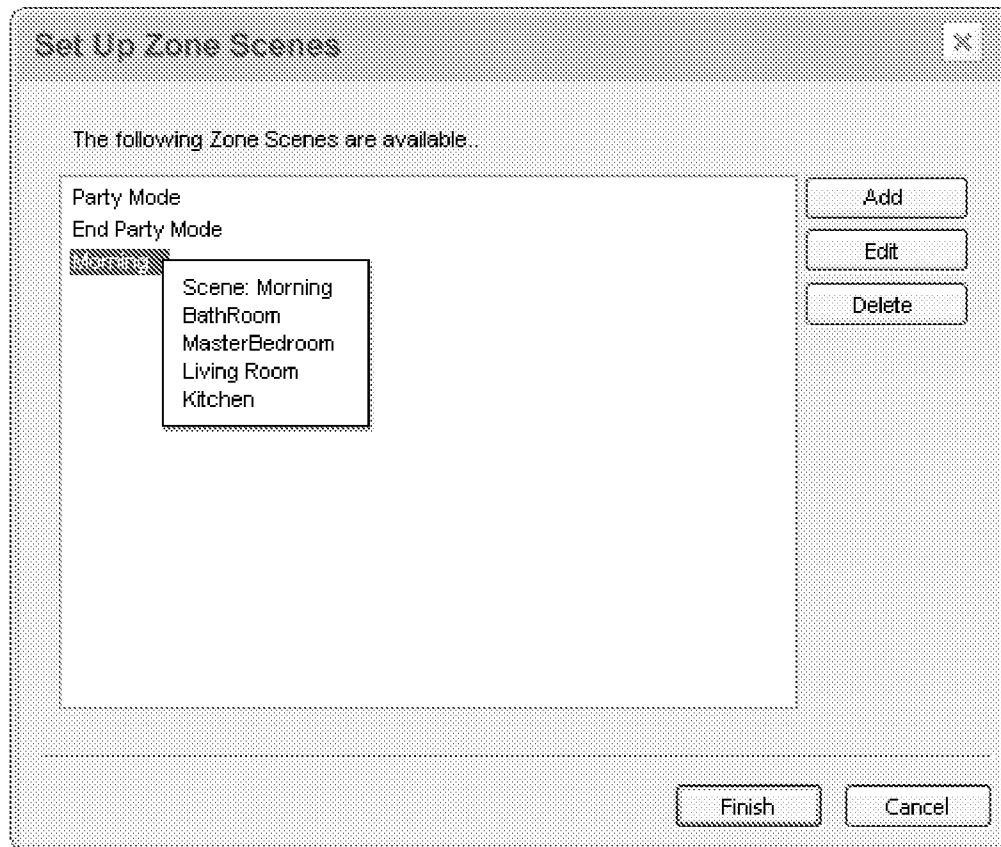 Set Up Zone Scenes
The following Zone Scenes are available..
Party Mode
End Party Mode
Morning
Scene: Morning
BathRoom
MasterBedroom
Living Room
Kitchen
Add
Edit
Delete
Finish
Cancel